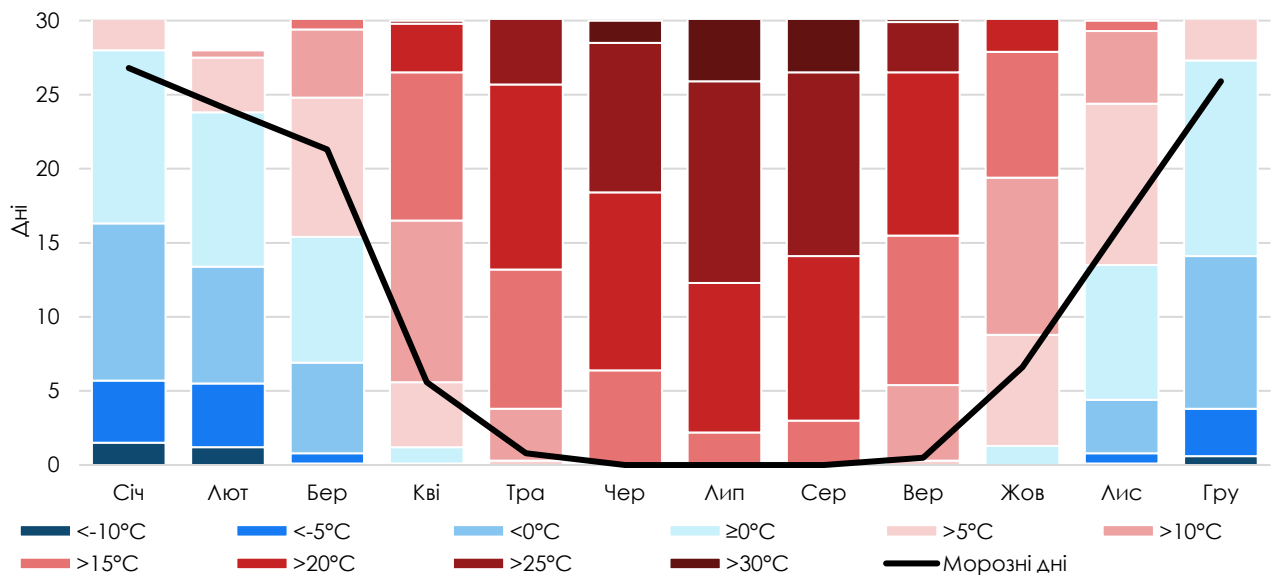 30
25
20
15
10
5
0
Дні
Січ Лют Бер Кві Тра Чер Лип Сер Вер Жов Лис Гру
<-10°C <-5°C <0°C ≥0°C >5°C >10°C
>15°C >20°C >25°C >30°C Морозні дні